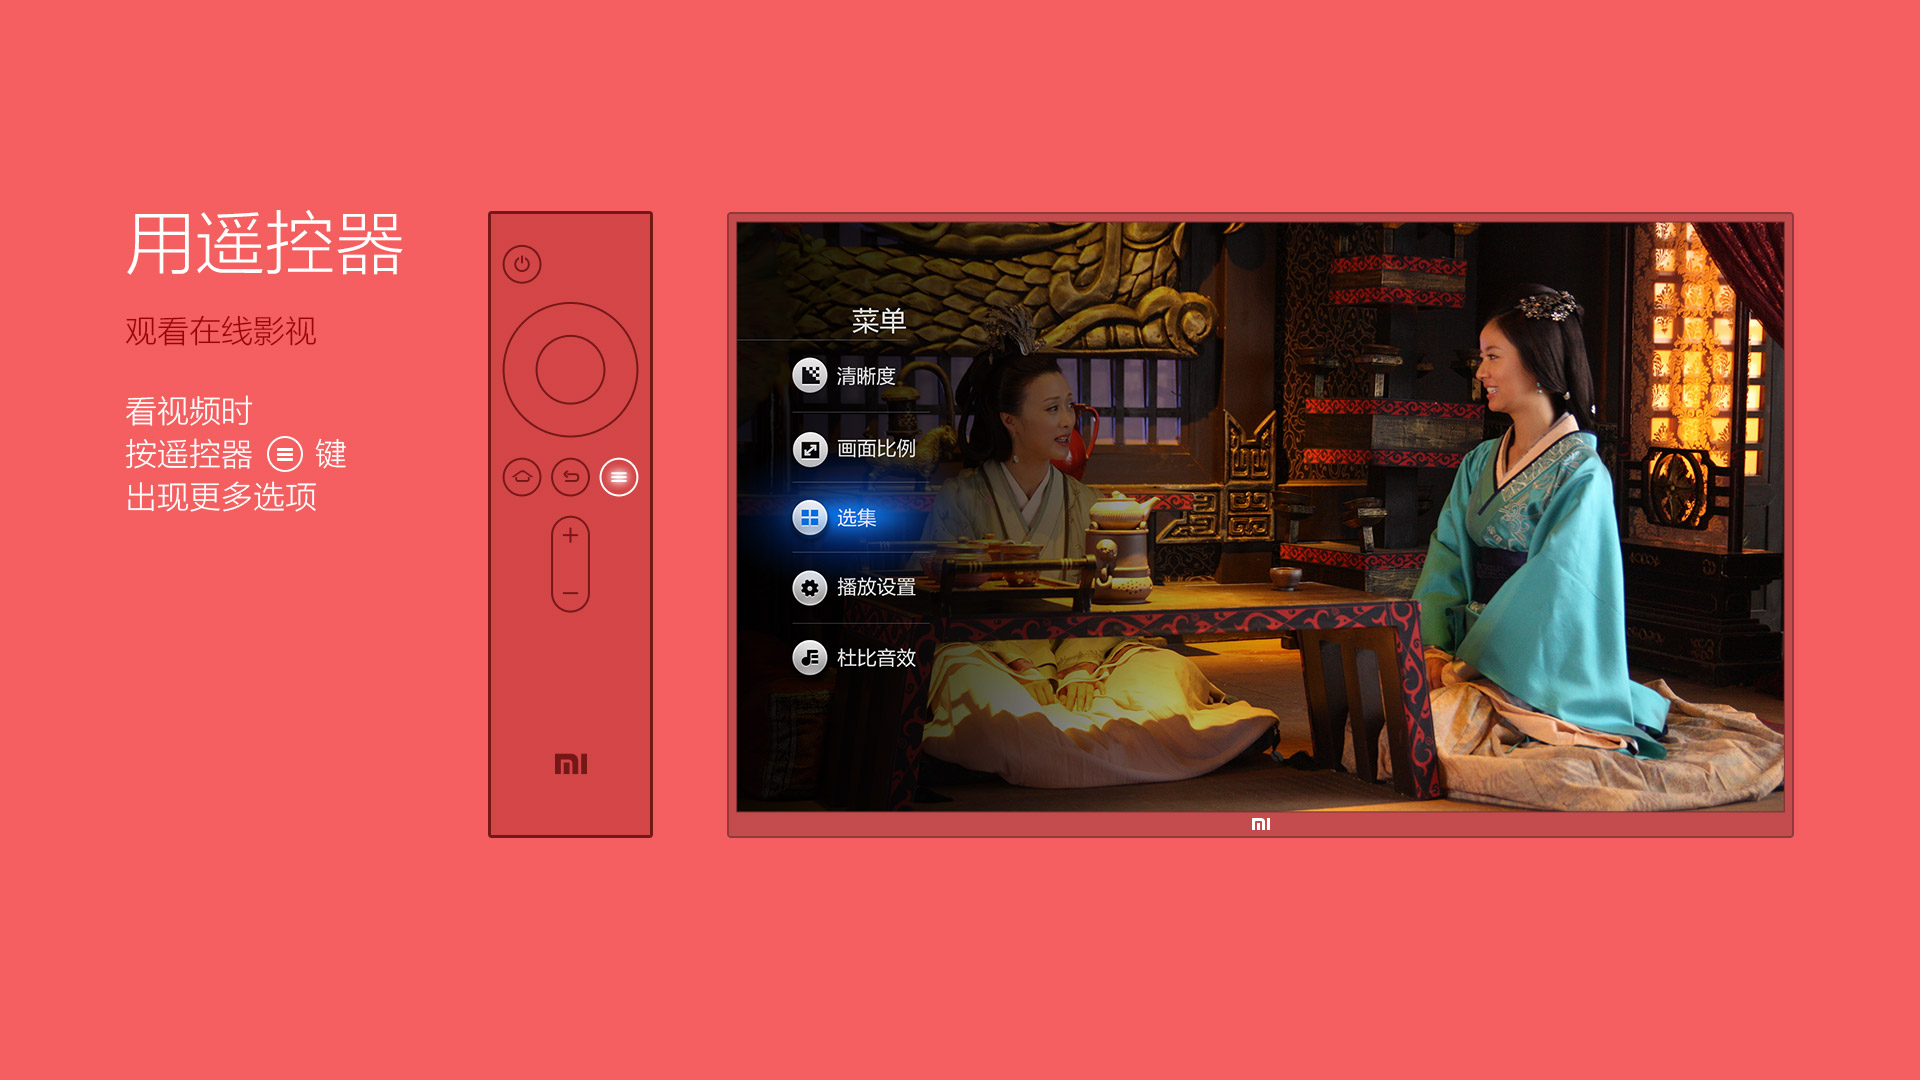 用遥控器
观看在线影视
看视频时
按遥控器 键
出现更多选项
+
−
MI
菜单
清晰度
画面比例
选集
播放设置
杜比音效
MI